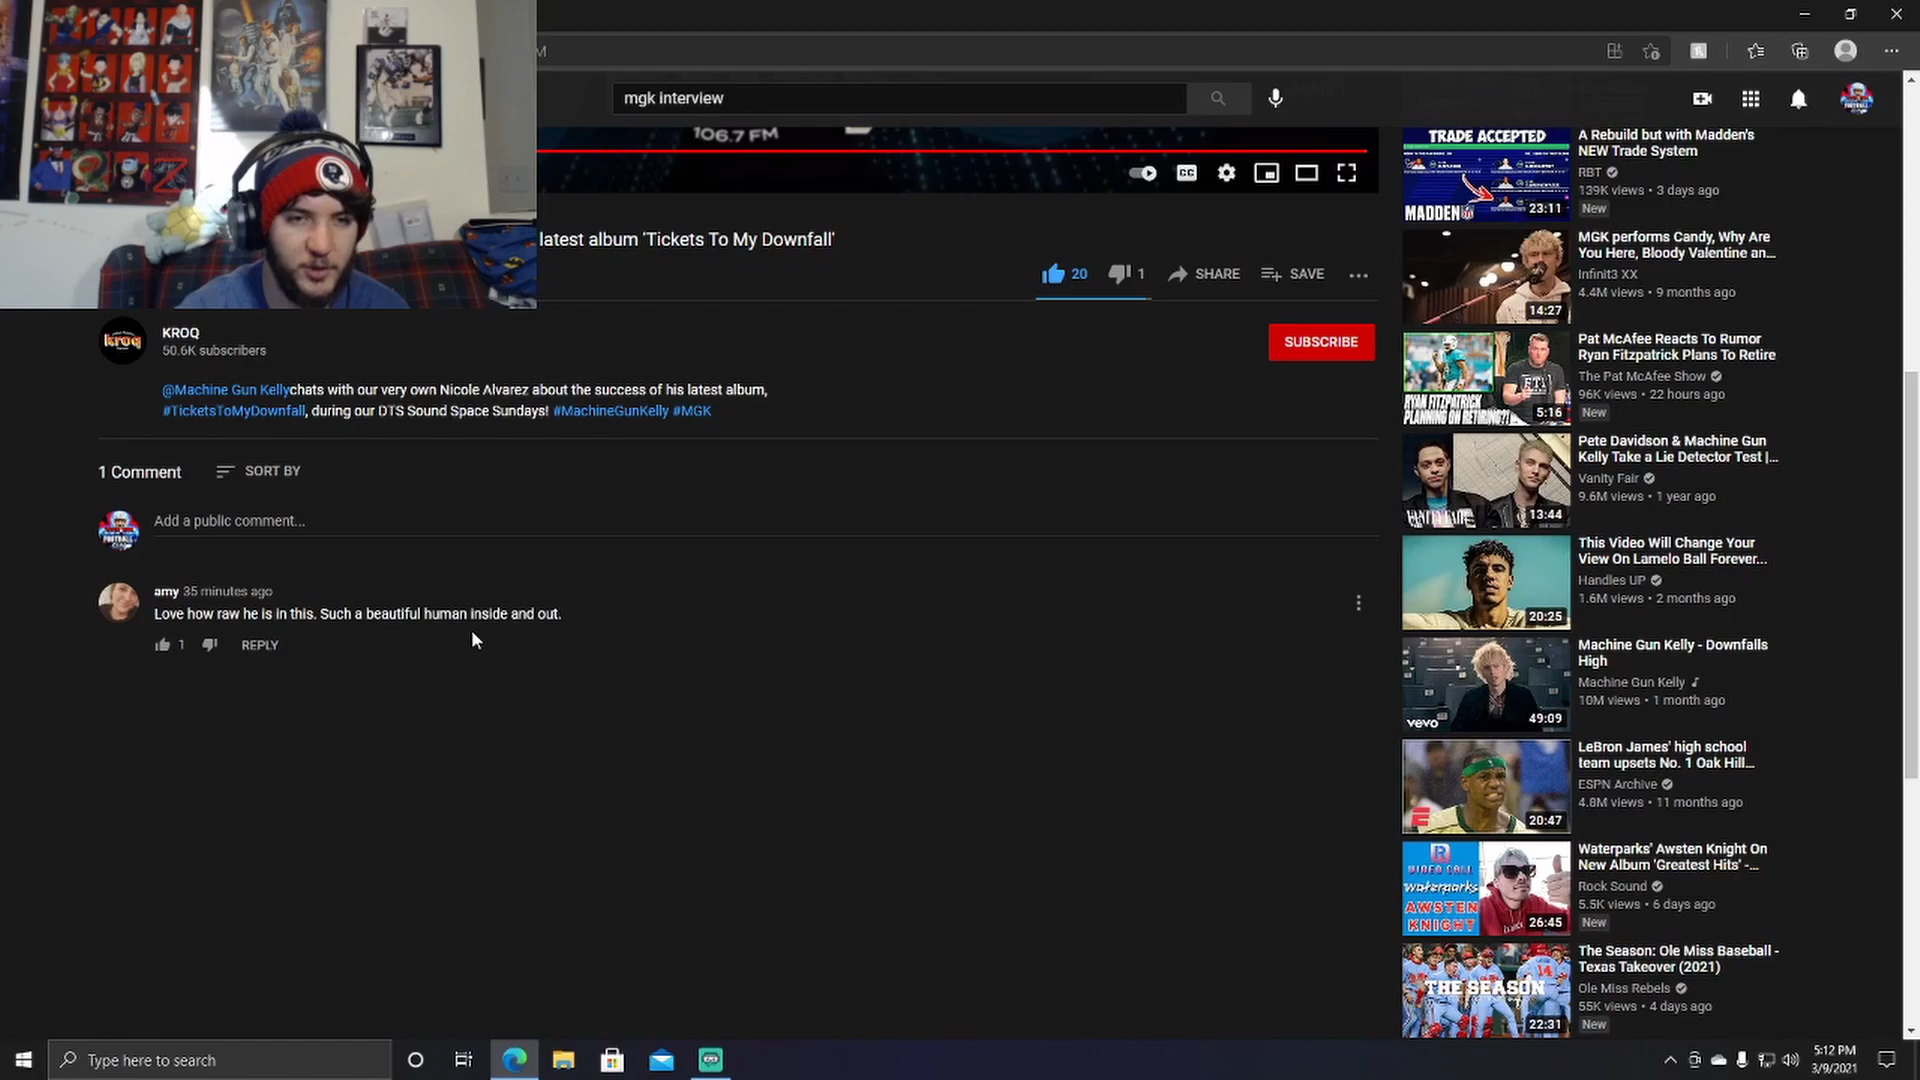 M
mgk interview
106.7 FM
CC
latest album 'Tickets To My Downfall'
20
1
SHARE
SAVE
kroq
KROQ
50.6K subscribers
SUBSCRIBE
@Machine Gun Kellychats with our very own Nicole Alvarez about the success of his latest album,
#TicketsToMyDownfall, during our DTS Sound Space Sundays! #MachineGunKelly #MGK
1 Comment
SORT BY
Add a public comment...
amy 35 minutes ago
Love how raw he is in this. Such a beautiful human inside and out.
1
REPLY
TRADE ACCEPTED
MADDEN
23:11
A Rebuild but with Madden's
NEW Trade System
RBT
139K views • 3 days ago
New
14:27
MGK performs Candy, Why Are
You Here, Bloody Valentine an...
Infinit3 XX
4.4M views • 9 months ago
RYAN FITZPATRICK
PLANNING ON RETIRING?!
5:16
Pat McAfee Reacts To Rumor
Ryan Fitzpatrick Plans To Retire
The Pat McAfee Show
96K views • 22 hours ago
New
VANITY FAIR
13:44
Pete Davidson & Machine Gun
Kelly Take a Lie Detector Test |...
Vanity Fair
9.6M views • 1 year ago
20:25
This Video Will Change Your
View On Lamelo Ball Forever...
Handles UP
1.6M views • 2 months ago
vevo
49:09
Machine Gun Kelly - Downfalls
High
Machine Gun Kelly
10M views • 1 month ago
20:47
LeBron James' high school
team upsets No. 1 Oak Hill...
ESPN Archive
4.8M views • 11 months ago
VIDEO CALL
waterparks
AWSTEN
KNIGHT
26:45
Waterparks' Awsten Knight On
New Album 'Greatest Hits' -...
Rock Sound
5.5K views • 6 days ago
New
14
THE SEASON
22:31
The Season: Ole Miss Baseball -
Texas Takeover (2021)
Ole Miss Rebels
55K views • 4 days ago
New
Type here to search
5:12 PM
3/9/2021